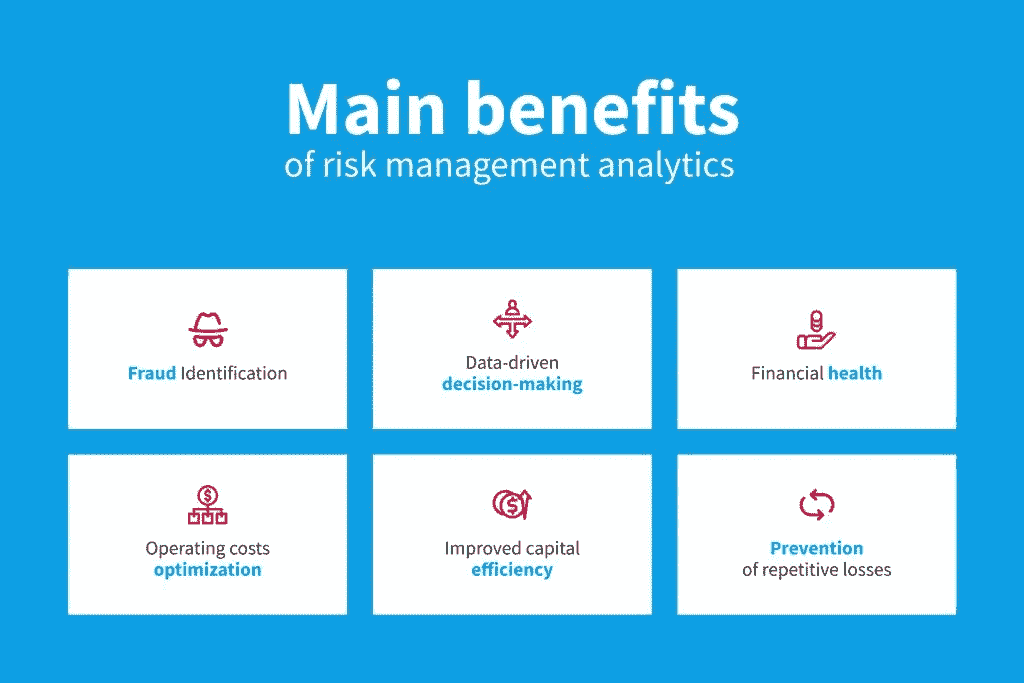 Main benefits
of risk management analytics
Fraud Identification
Data-driven
decision-making
Financial health
Operating costs
optimization
Improved capital
efficiency
Prevention
of repetitive losses